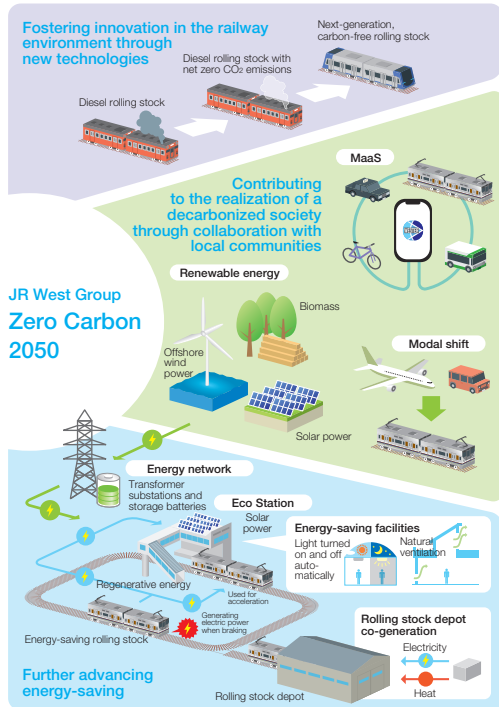 Fostering innovation in the railway
environment through
new technologies
Next-generation,
carbon-free rolling stock
Diesel rolling stock with
net zero CO₂ emissions
Diesel rolling stock
MaaS
Contributing
to the realization of a
decarbonized society
through collaboration with
local communities
Renewable energy
Biomass
JR West Group
Zero Carbon
2050
Offshore
wind
power
Modal shift
Solar power
Energy network
Transformer
substations and
storage batteries
Eco Station
Solar
power
Energy-saving facilities
Light turned
on and off
auto-
matically
Natural
ventilation
Regenerative energy
Used for
acceleration
Generating
electric power
when braking
Energy-saving rolling stock
Rolling stock depot
co-generation
Electricity
Heat
Further advancing
energy-saving
Rolling stock depot